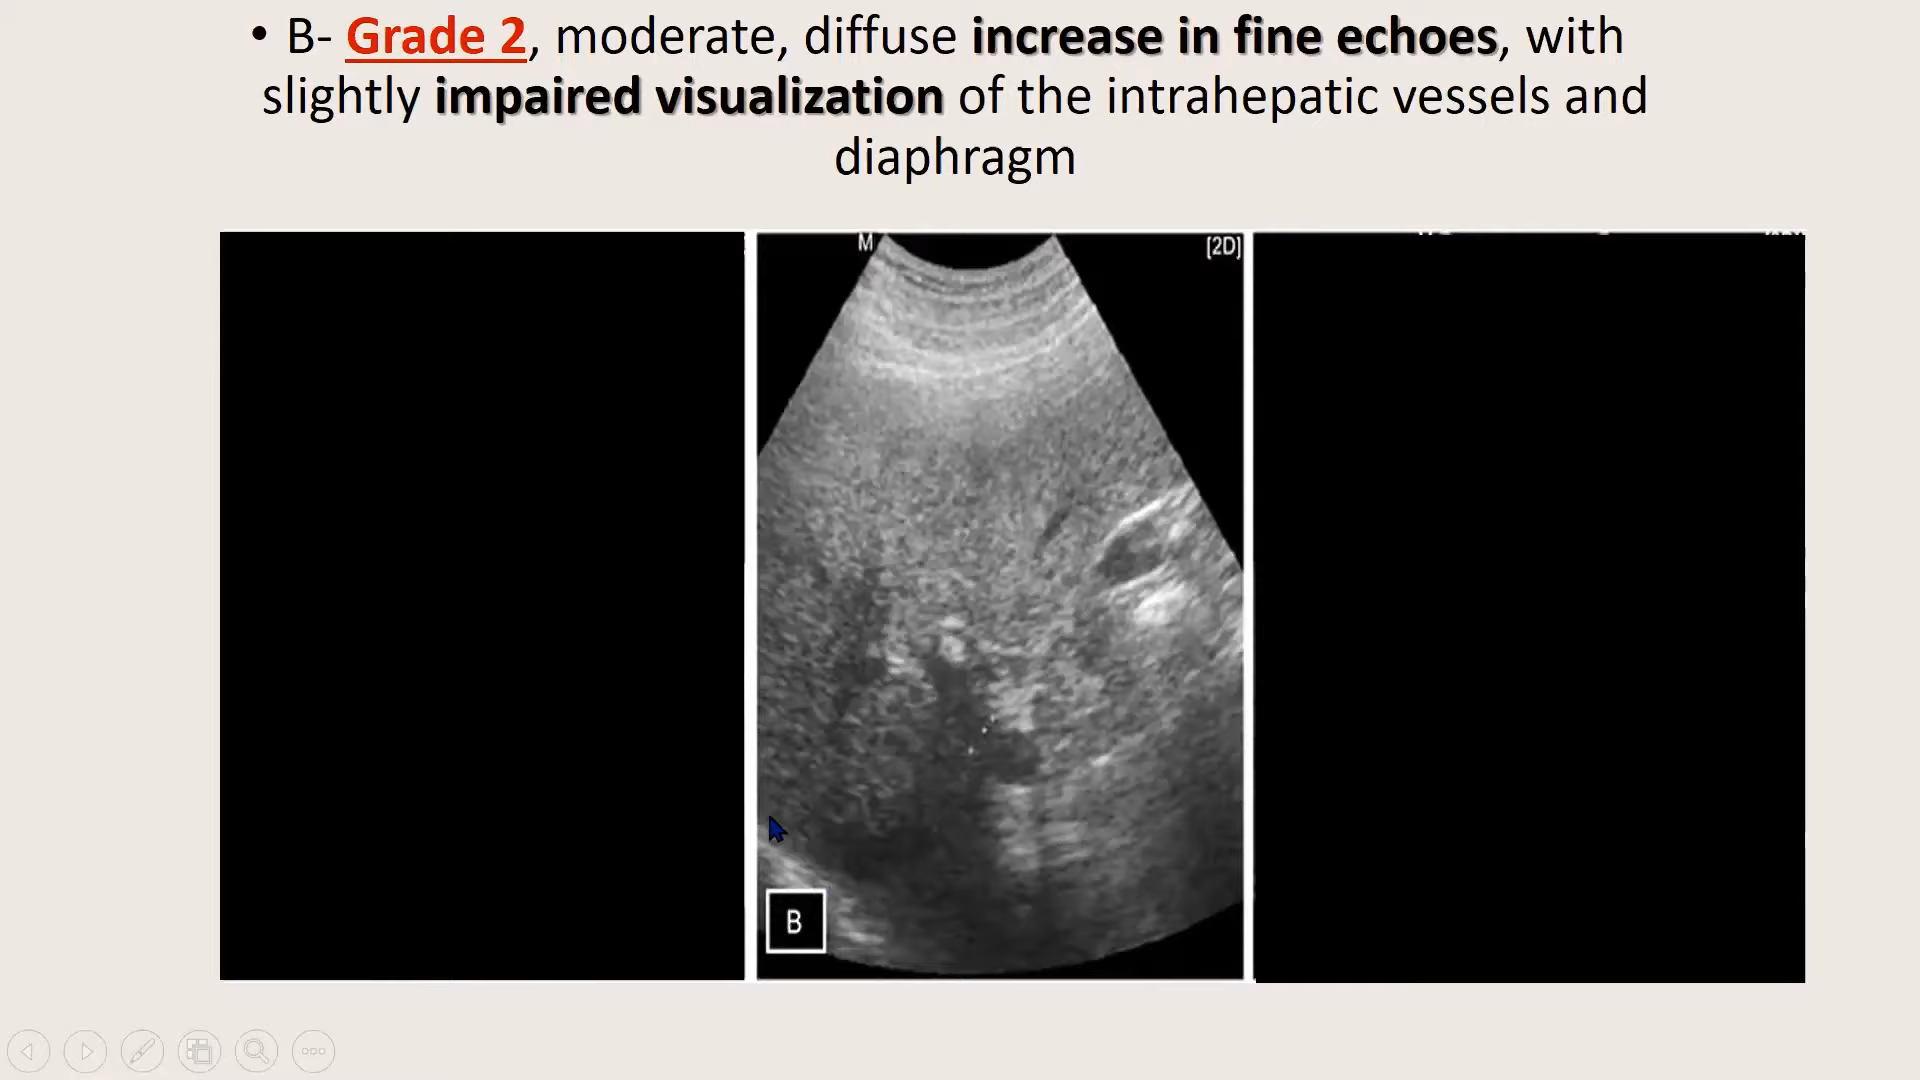 • B- Grade 2, moderate, diffuse increase in fine echoes, with
slightly impaired visualization of the intrahepatic vessels and
diaphragm
M
[2D]
B